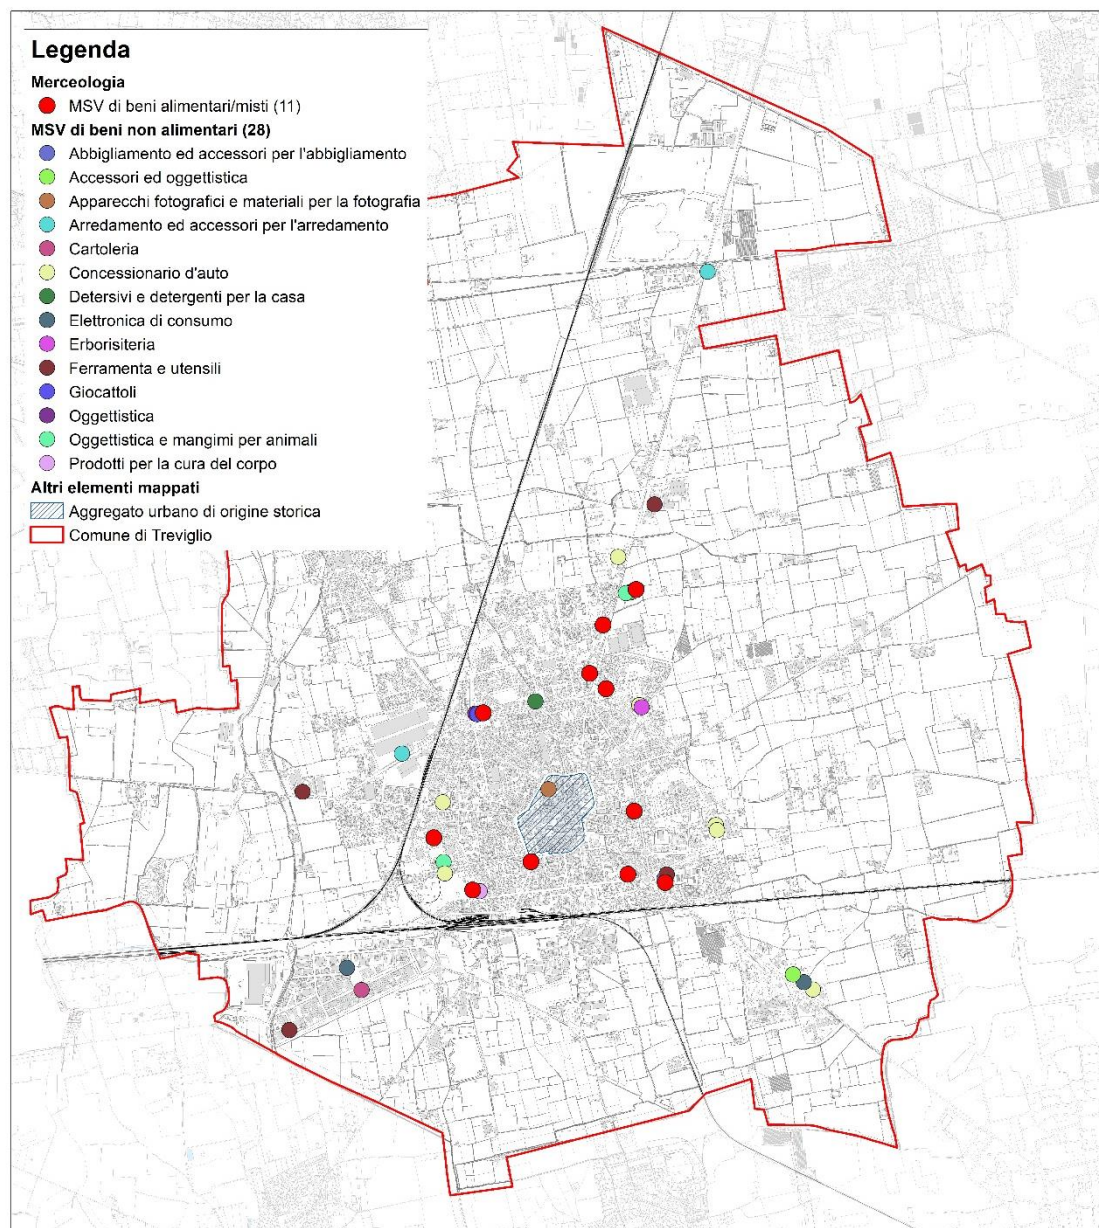 Legenda
Merceologia
MSV di beni alimentari/misti (11)
MSV di beni non alimentari (28)
Abbigliamento ed accessori per l'abbigliamento
Accessori ed oggettistica
Apparecchi fotografici e materiali per la fotografia
Arredamento ed accessori per l'arredamento
Cartoleria
Concessionario d'auto
Detersivi e detergenti per la casa
Elettronica di consumo
Erborisiteria
Ferramenta e utensili
Giocattoli
Oggettistica
Oggettistica e mangimi per animali
Prodotti per la cura del corpo
Altri elementi mappati
Aggregato urbano di origine storica
Comune di Treviglio